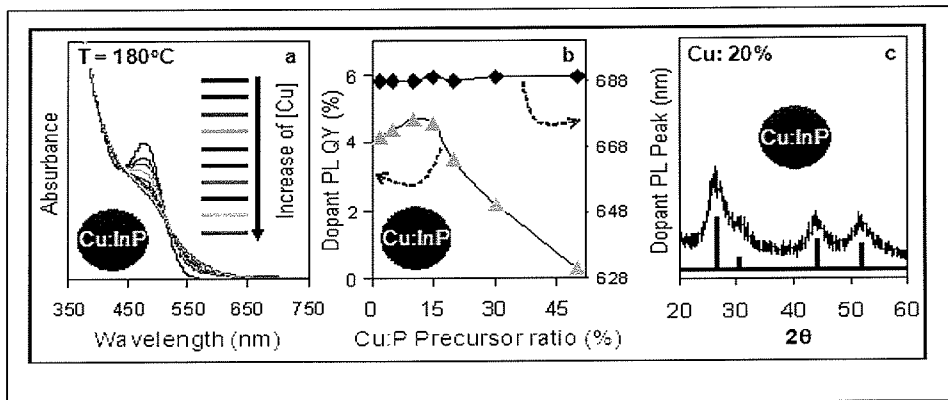 T = 180°C
a
Absorbance
Increase of [Cu]
Cu:InP
350 450 550 650 750
Wavelength (nm)
b
Dopant PL QY (%)
6
4
2
0
Cu:InP
688
668
648
628
Dopant PL Peak (nm)
0 15 30 45
Cu:P Precursor ratio (%)
Cu: 20%
c
Cu:InP
20 30 40 50 60
2θ